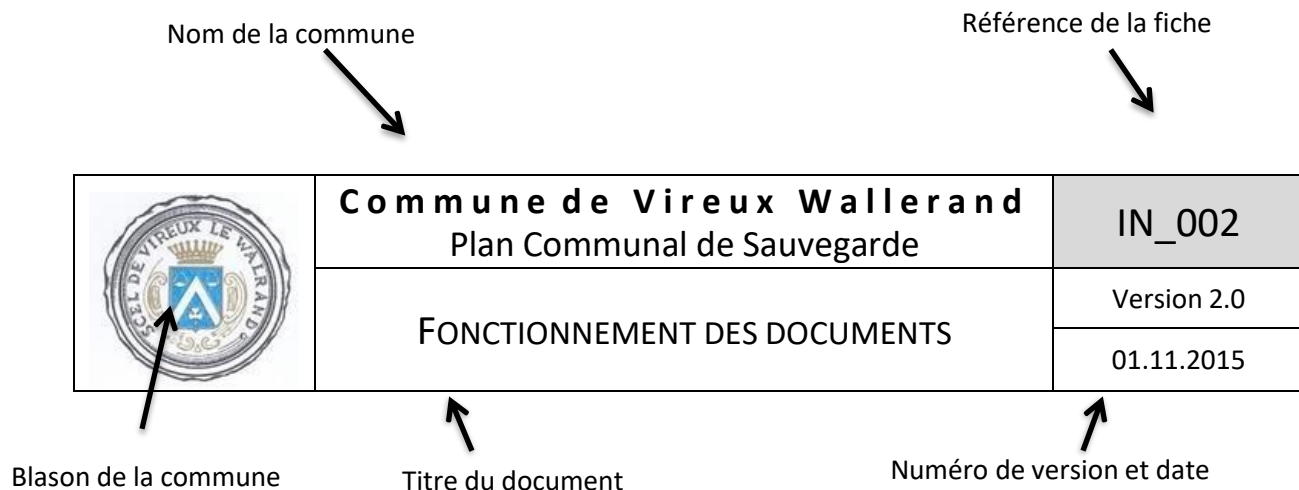 Nom de la commune
Référence de la fiche
SCEL DE VIREUX LE WALRAND
Commune de Vireux Wallerand
Plan Communal de Sauvegarde
IN_002
FONCTIONNEMENT DES DOCUMENTS
Version 2.0
01.11.2015
Blason de la commune
Titre du document
Numéro de version et date